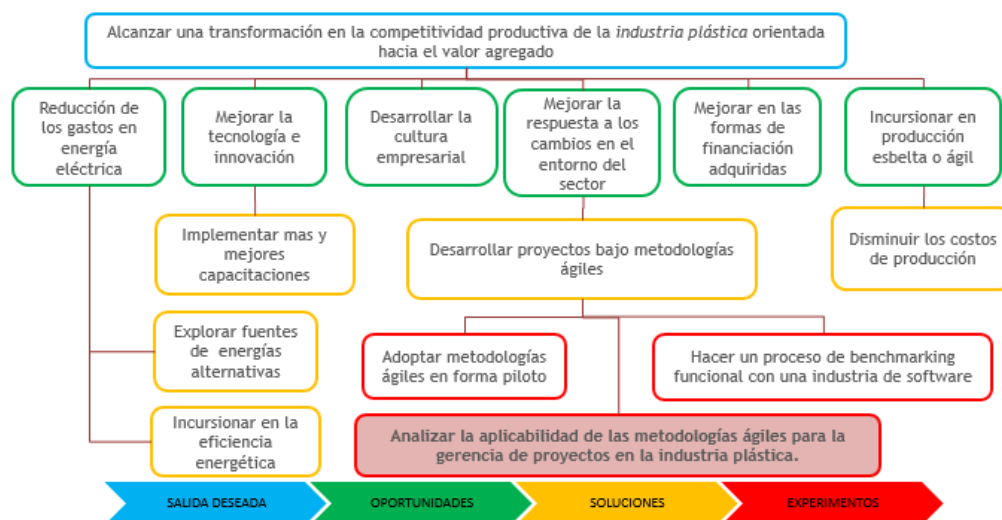 Alcanzar una transformación en la competitividad productiva de la industria plástica orientada
hacia el valor agregado
Reducción de
los gastos en
energía
eléctrica
Mejorar la
tecnología e
innovación
Desarrollar la
cultura
empresarial
Mejorar la
respuesta a los
cambios en el
entorno del
sector
Mejorar en las
formas de
financiación
adquiridas
Incursionar en
producción
esbelta o ágil
Implementar mas y
mejores
capacitaciones
Desarrollar proyectos bajo metodologías
ágiles
Disminuir los costos
de producción
Explorar fuentes
de energías
alternativas
Adoptar metodologías
ágiles en forma piloto
Hacer un proceso de benchmarking
funcional con una industria de software
Incursionar en la
eficiencia
energética
Analizar la aplicabilidad de las metodologías ágiles para la
gerencia de proyectos en la industria plástica.
SALIDA DESEADA
OPORTUNIDADES
SOLUCIONES
EXPERIMENTOS